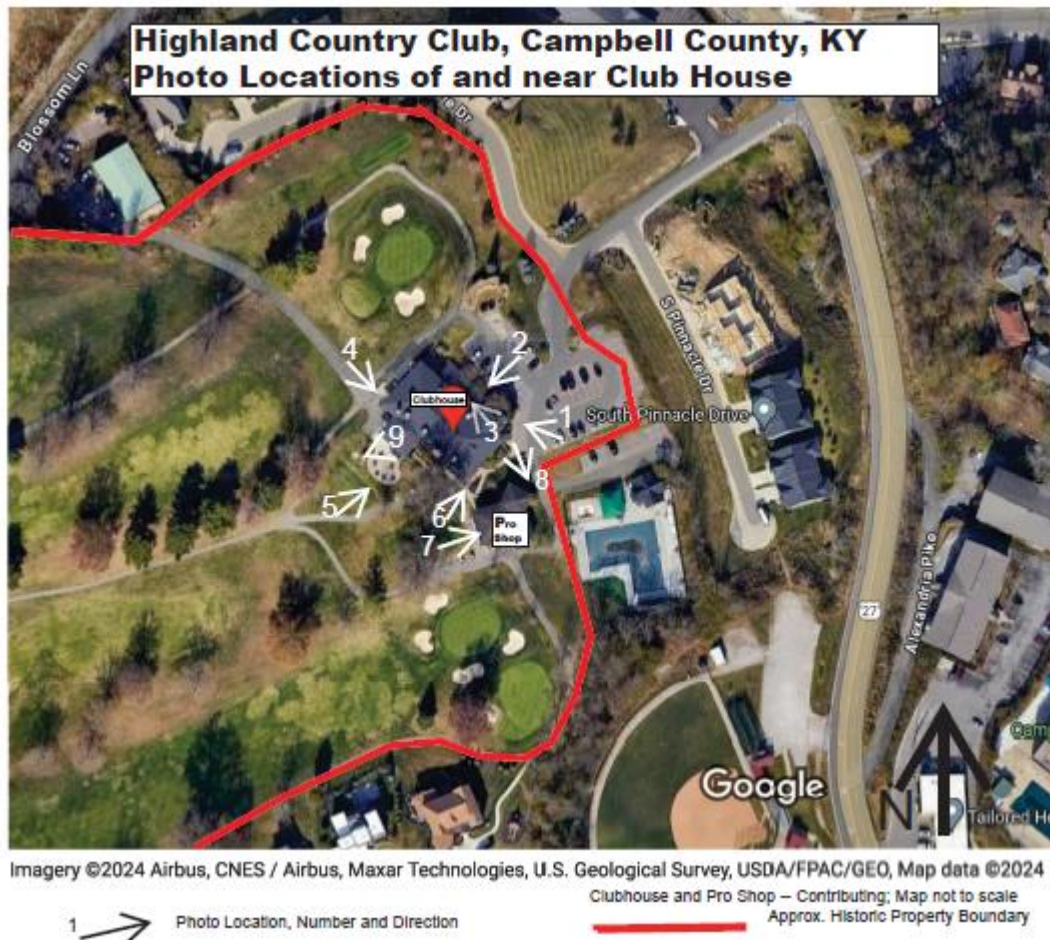 Highland Country Club, Campbell County, KY
Photo Locations of and near Club House
Blossom Ln
Dr
4
2
Clubhouse
3
1
South Pinnacle Drive
S Pinnacle Dr
9
8
5
6
7
Pro
Shop
27
Alexandria Pike
Google
N
Tailored
Imagery ©2024 Airbus, CNES / Airbus, Maxar Technologies, U.S. Geological Survey, USDA/FPAC/GEO, Map data ©2024
Clubhouse and Pro Shop – Contributing; Map not to scale
1
Photo Location, Number and Direction
Approx. Historic Property Boundary